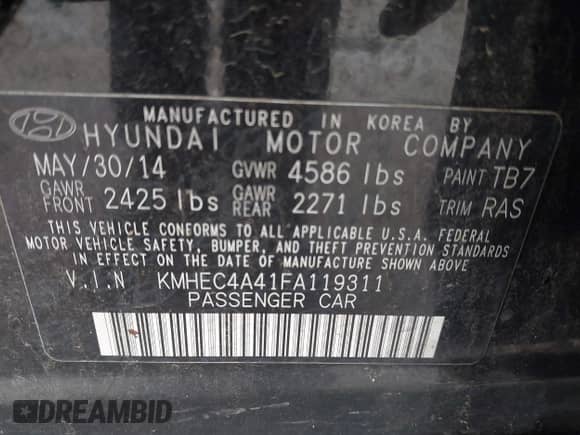 MANUFACTURED IN KOREA BY
HYUNDAI MOTOR COMPANY
MAY/30/14 GVWR 4586 lbs PAINT TB7
GAWR FRONT 2425 lbs GAWR REAR 2271 lbs TRIM RAS
THIS VEHICLE CONFORMS TO ALL APPLICABLE U.S.A. FEDERAL
MOTOR VEHICLE SAFETY, BUMPER, AND THEFT PREVENTION STANDARDS
IN EFFECT ON THE DATE OF MANUFACTURE SHOWN ABOVE.
V.I.N KMHEC4A41FA119311
PASSENGER CAR
DREAMBID